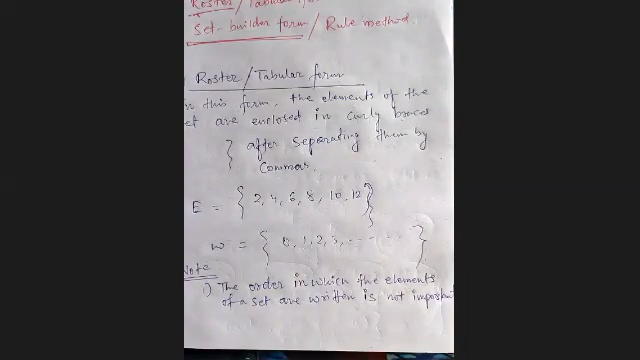 Roster / Tabular
Set-builder form / Rule method.
Roster / Tabular form
In this form, the elements of the
set are enclosed in curly braces
} after separating them by
commas.
E = { 2, 4, 6, 8, 10, 12 }
W = { 0, 1, 2, 3, ......... }
Note
1) The order in which the elements
of a set are written is not important